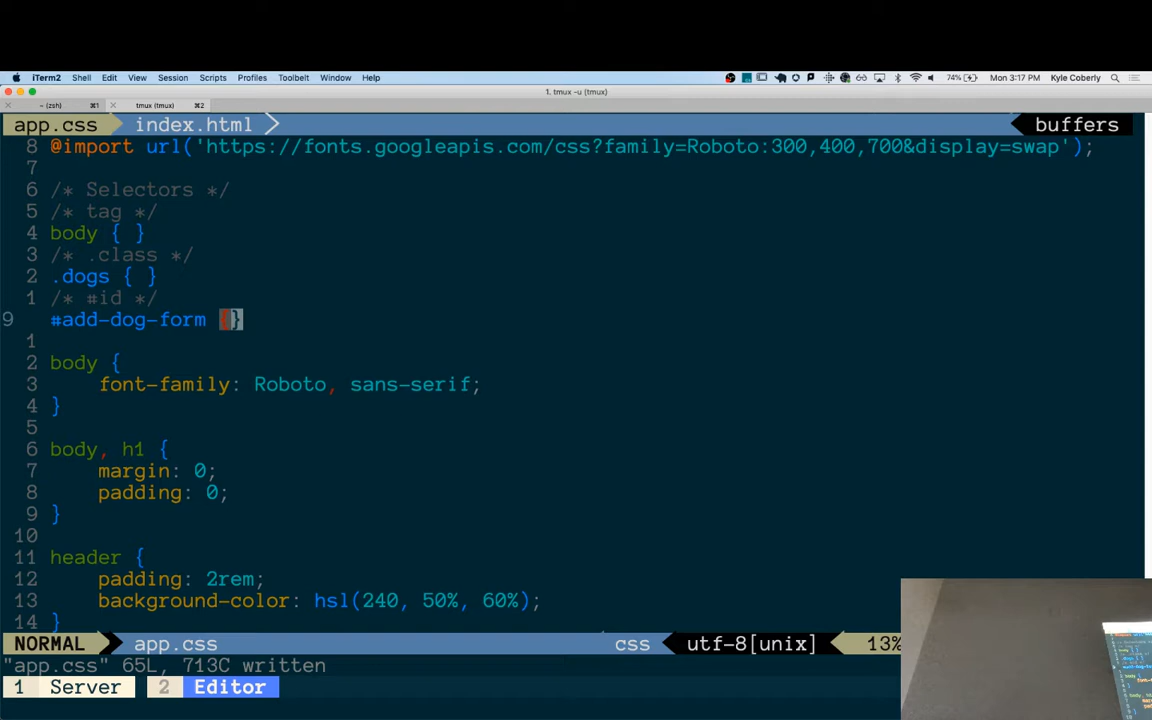 iTerm2 Shell Edit View Session Scripts Profiles Toolbelt Window Help 74% Mon 3:17 PM Kyle Coberly
1. tmux -u (tmux)
~ (zsh) ⌘1 tmux (tmux) ⌘2
app.css index.html buffers
8 @import url('https://fonts.googleapis.com/css?family=Roboto:300,400,700&display=swap');
7
6 /* Selectors */
5 /* tag */
4 body { }
3 /* .class */
2 .dogs { }
1 /* #id */
9 #add-dog-form {}
1
2 body {
3 font-family: Roboto, sans-serif;
4 }
5
6 body, h1 {
7 margin: 0;
8 padding: 0;
9 }
10
11 header {
12 padding: 2rem;
13 background-color: hsl(240, 50%, 60%);
14 }
NORMAL app.css css utf-8[unix] 13%
"app.css" 65L, 713C written
1 Server 2 Editor